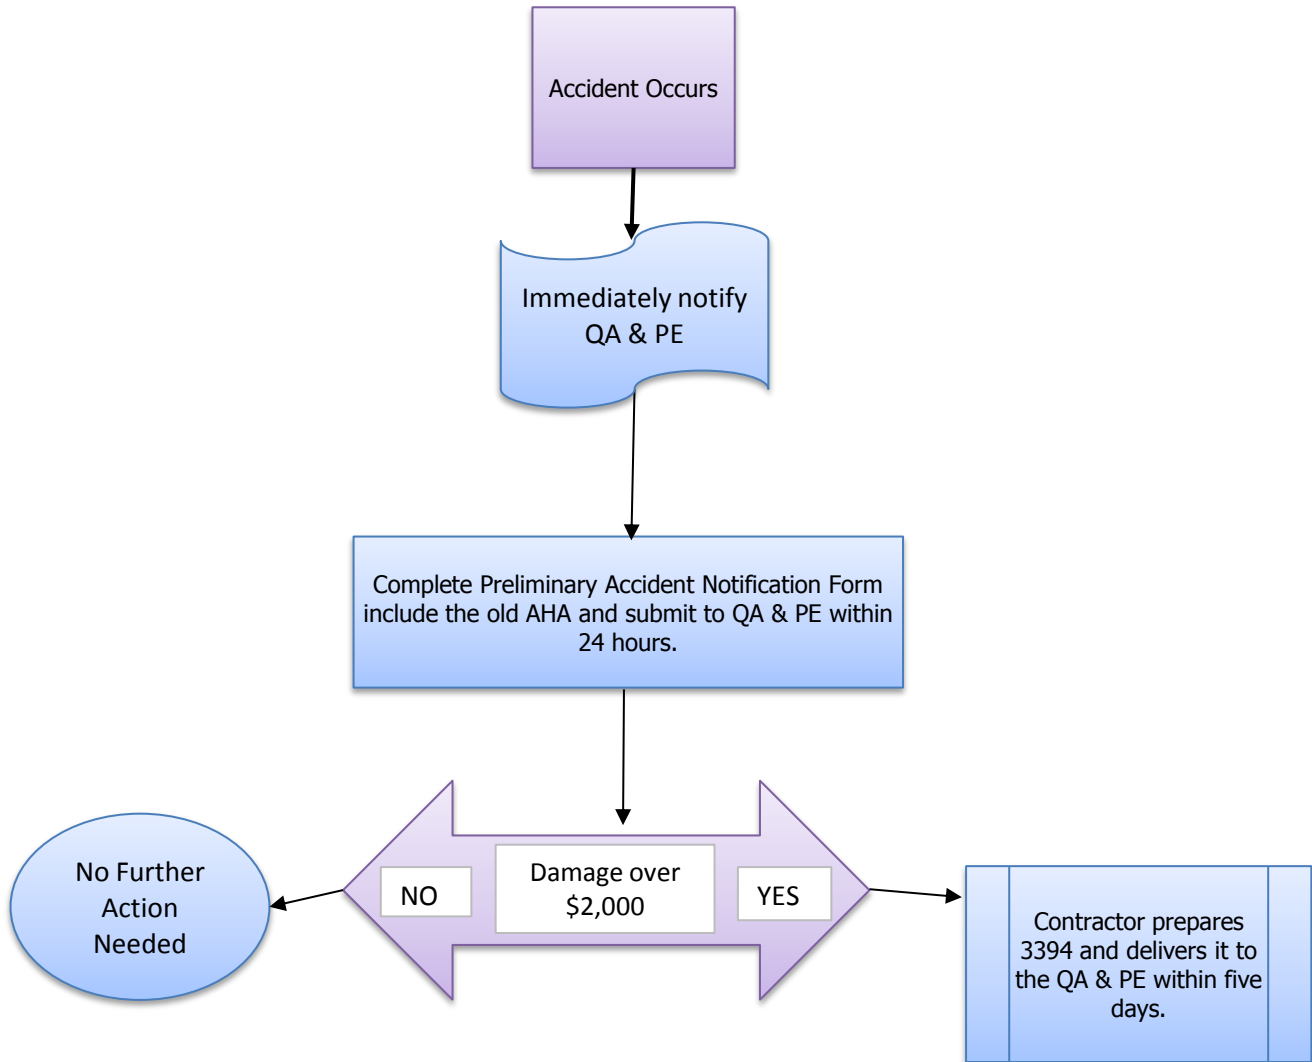 Accident Occurs
Immediately notify
QA & PE
Complete Preliminary Accident Notification Form
include the old AHA and submit to QA & PE within
24 hours.
No Further
Action
Needed
NO
Damage over
$2,000
YES
Contractor prepares
3394 and delivers it to
the QA & PE within five
days.